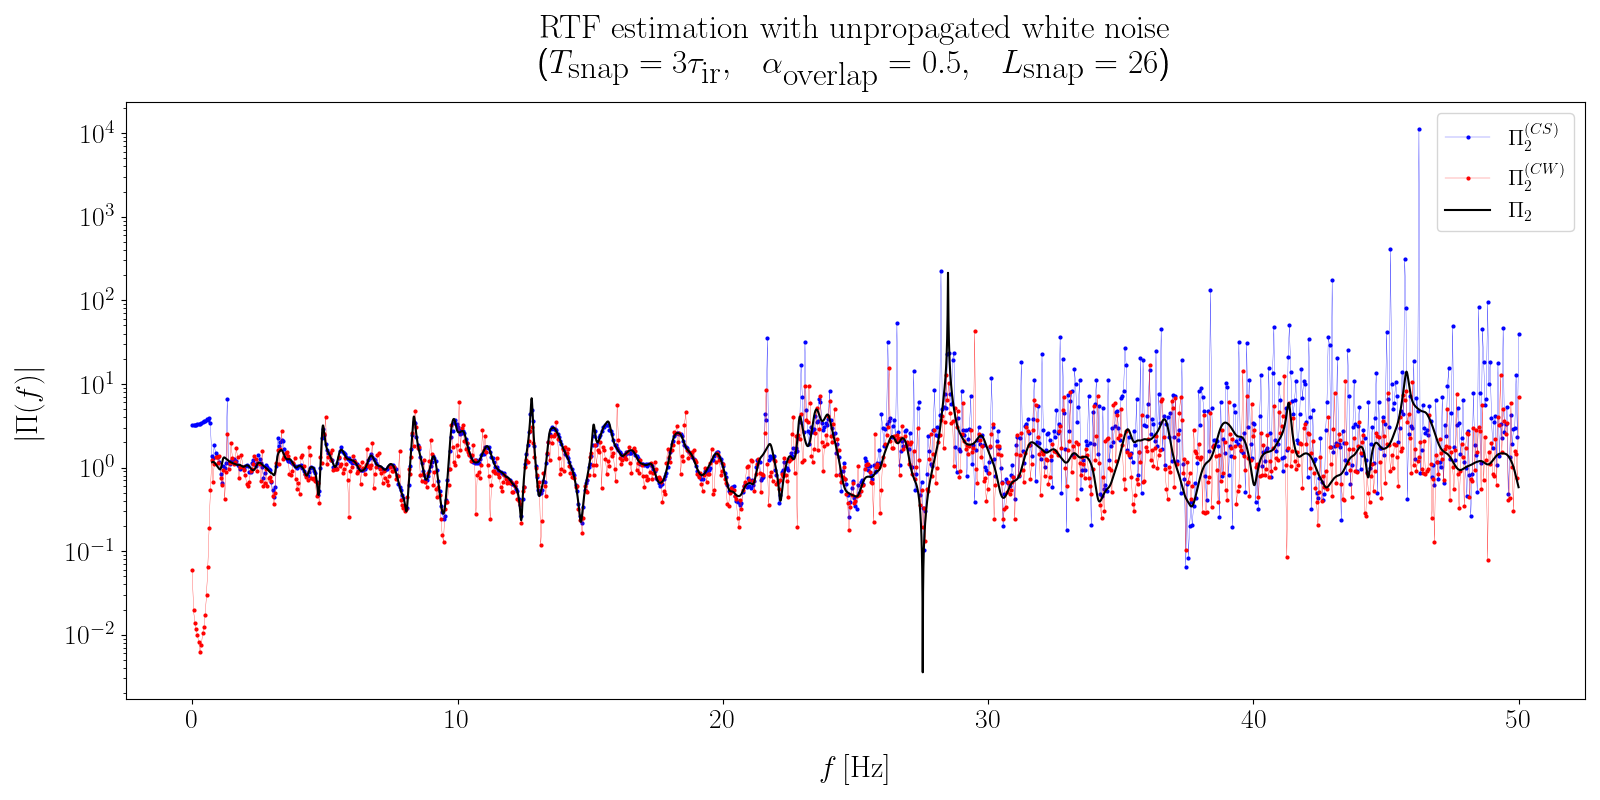 RTF estimation with unpropagated white noise
(T_snap = 3τ_ir, α_overlap = 0.5, L_snap = 26)
10^4
10^3
10^2
10^1
10^0
10^−1
10^−2
|Π(f)|
Π_2^(CS)
Π_2^(CW)
Π_2
0 10 20 30 40 50
f [Hz]